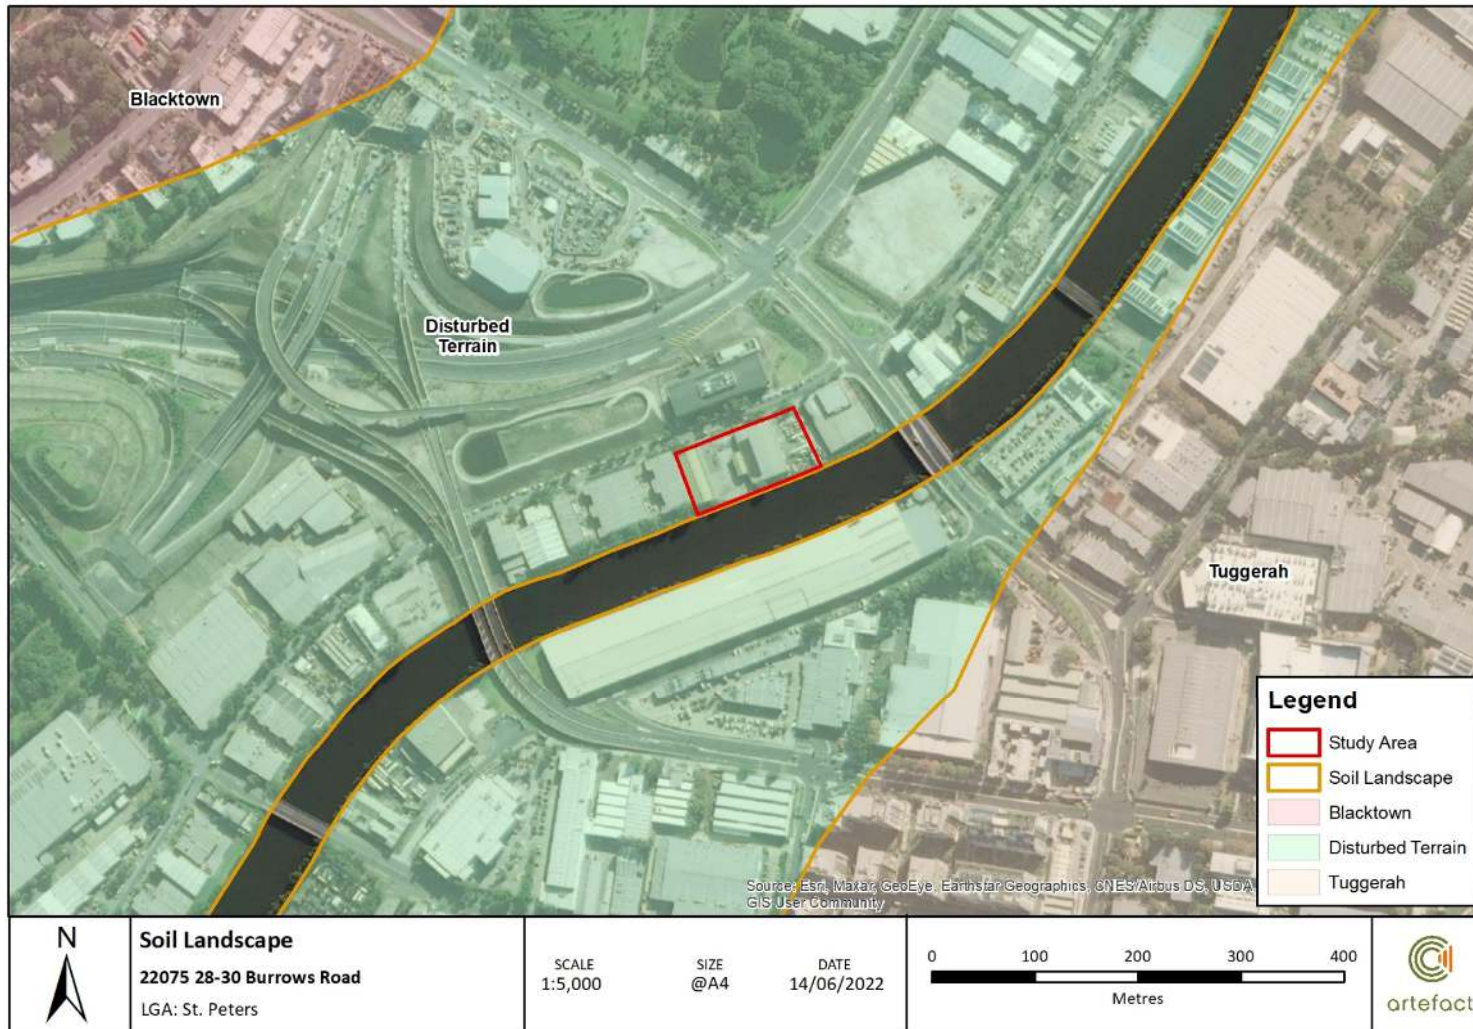 Blacktown
Disturbed
Terrain
Tuggerah
Legend
Study Area
Soil Landscape
Blacktown
Disturbed Terrain
Tuggerah
Source: Esri, Maxar, GeoEye, Earthstar Geographics, CNES/Airbus DS, USDA
GIS User Community
N
Soil Landscape
22075 28-30 Burrows Road
LGA: St. Peters
SCALE
1:5,000
SIZE
@A4
DATE
14/06/2022
0 100 200 300 400
Metres
artefact